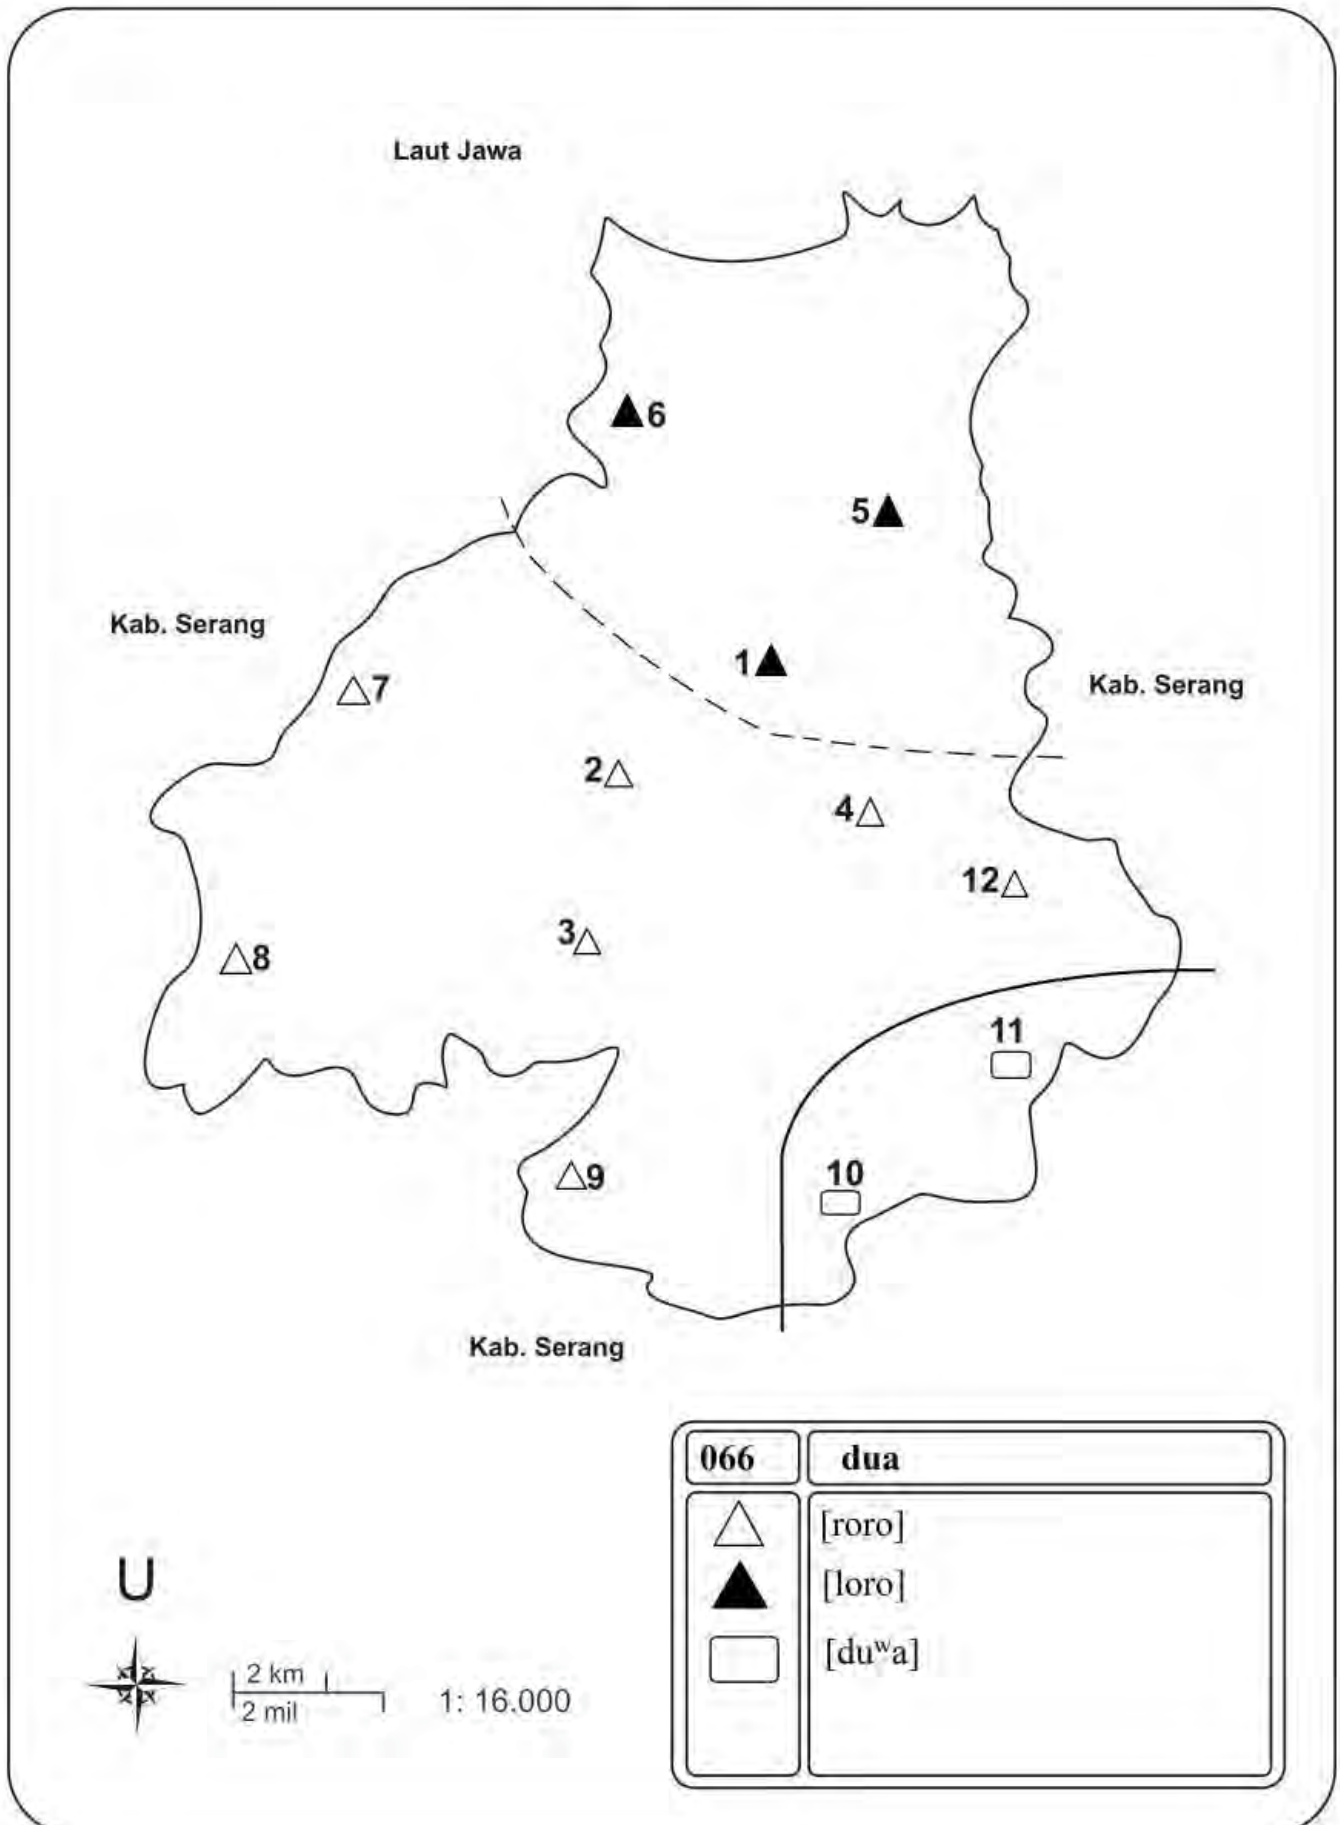 Laut Jawa
6
5
Kab. Serang
1
7
Kab. Serang
2
4
12
3
8
11
10
9
Kab. Serang
066 dua
[roro]
[loro]
[duʷa]
U
2 km
2 mil
1: 16.000